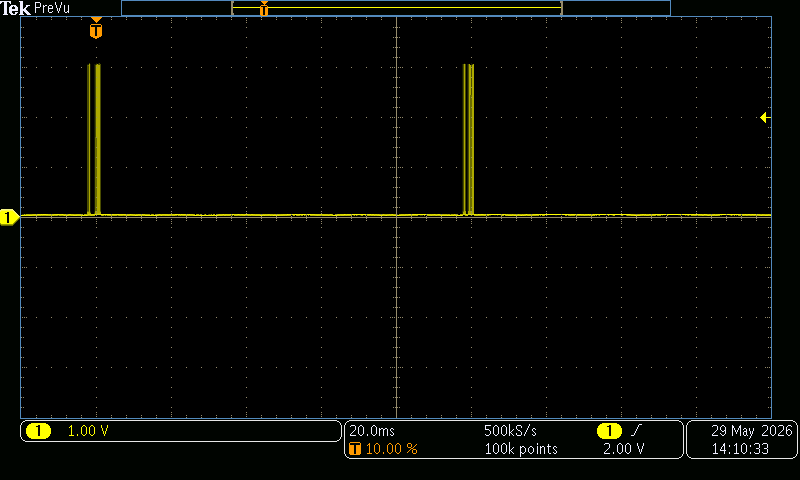 Tek PreVu
T
T
1
1 1.00 V
20.0ms 500kS/s 1
T 10.00 % 100k points 2.00 V
29 May 2026
14:10:33